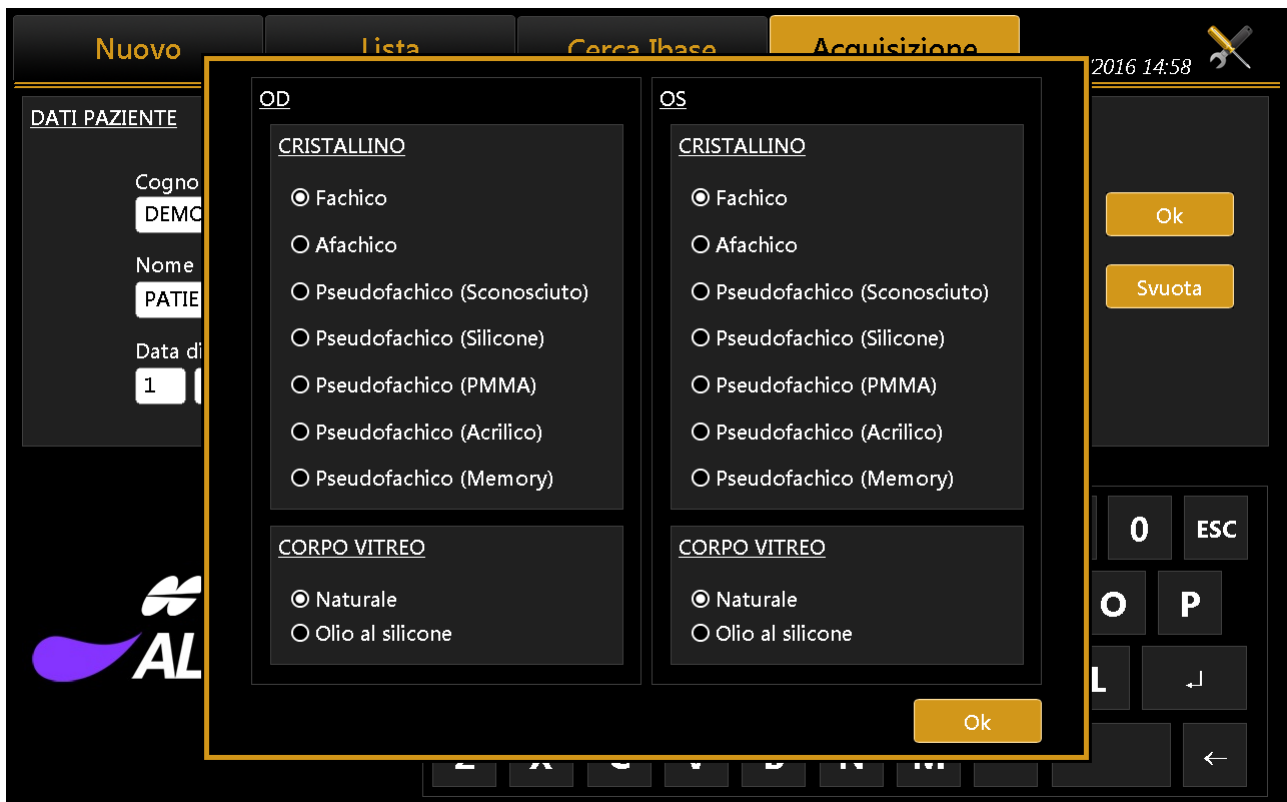 Nuovo
Lista
Cerca Ibase
Acquisizione
/2016 14:58
DATI PAZIENTE
Cogno
DEMO
Nome
PATIE
Data di
1
Ok
Svuota
OD
CRISTALLINO
Fachico
Afachico
Pseudofachico (Sconosciuto)
Pseudofachico (Silicone)
Pseudofachico (PMMA)
Pseudofachico (Acrilico)
Pseudofachico (Memory)
CORPO VITREO
Naturale
Olio al silicone
OS
CRISTALLINO
Fachico
Afachico
Pseudofachico (Sconosciuto)
Pseudofachico (Silicone)
Pseudofachico (PMMA)
Pseudofachico (Acrilico)
Pseudofachico (Memory)
CORPO VITREO
Naturale
Olio al silicone
Ok
AL
0 ESC
O P
L
Z X C V B N M